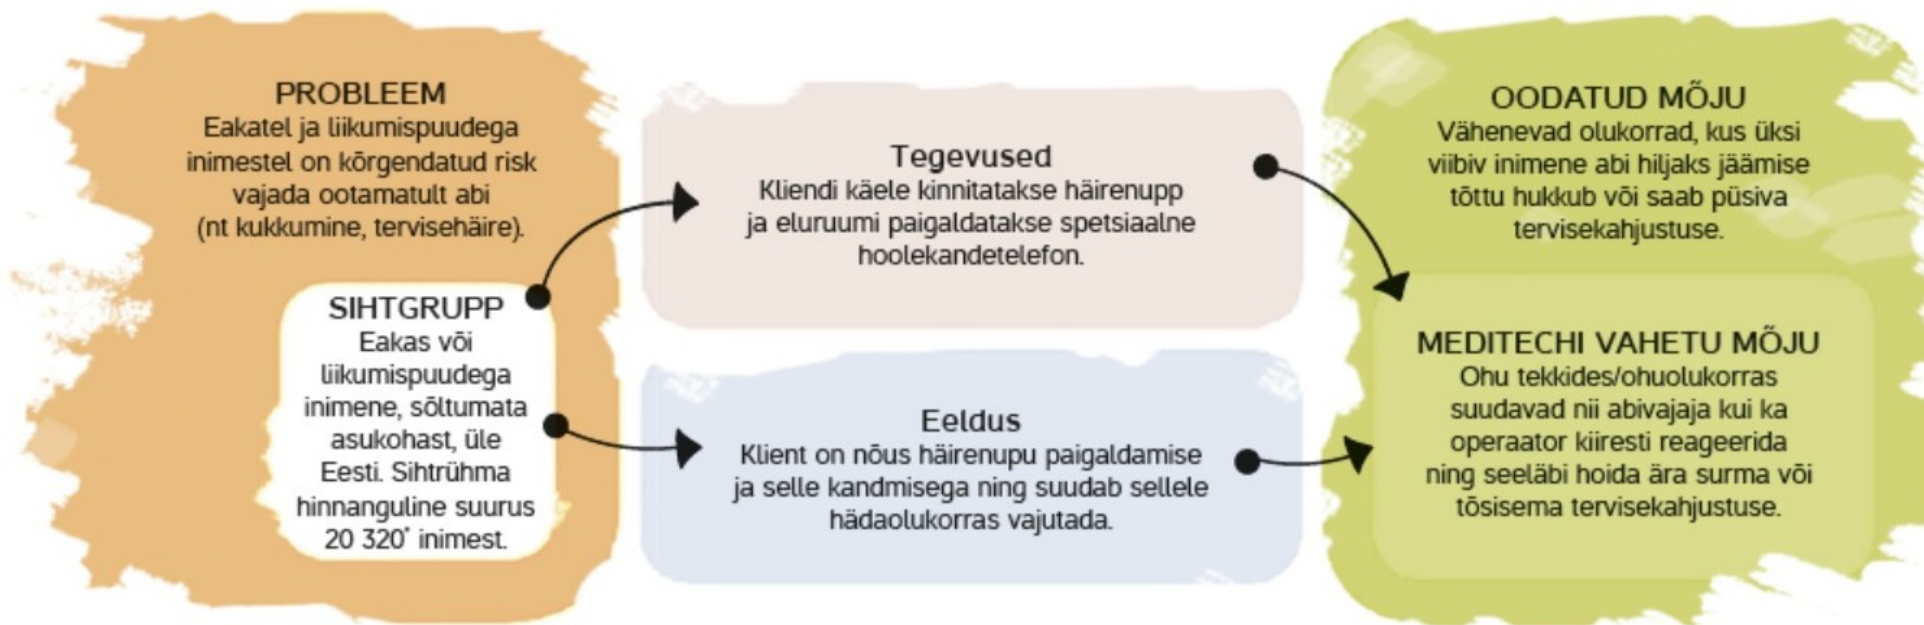 PROBLEEM
Eakatel ja liikumispuudega
inimestel on kõrgendatud risk
vajada ootamatult abi
(nt kukkumine, tervisehäire).
SIHTGRUPP
Eakas või
liikumispuudega
inimene, sõltumata
asukohast, üle
Eesti. Sihtrühma
hinnanguline suurus
20 320* inimest.
Tegevused
Kliendi käele kinnitatakse häirenupp
ja eluruumi paigaldatakse spetsiaalne
hoolekandetelefon.
Eeldus
Klient on nõus häirenupu paigaldamise
ja selle kandmisega ning suudab sellele
hädaolukorras vajutada.
OODATUD MÕJU
Vähenevad olukorrad, kus üksi
viibiv inimene abi hiljaks jäämise
tõttu hukkub või saab püsiva
tervisekahjustuse.
MEDITECHI VAHETU MÕJU
Ohu tekkides/ohuolukorras
suudavad nii abivajaja kui ka
operaator kiiresti reageerida
ning seeläbi hoida ära surma või
tõsisema tervisekahjustuse.